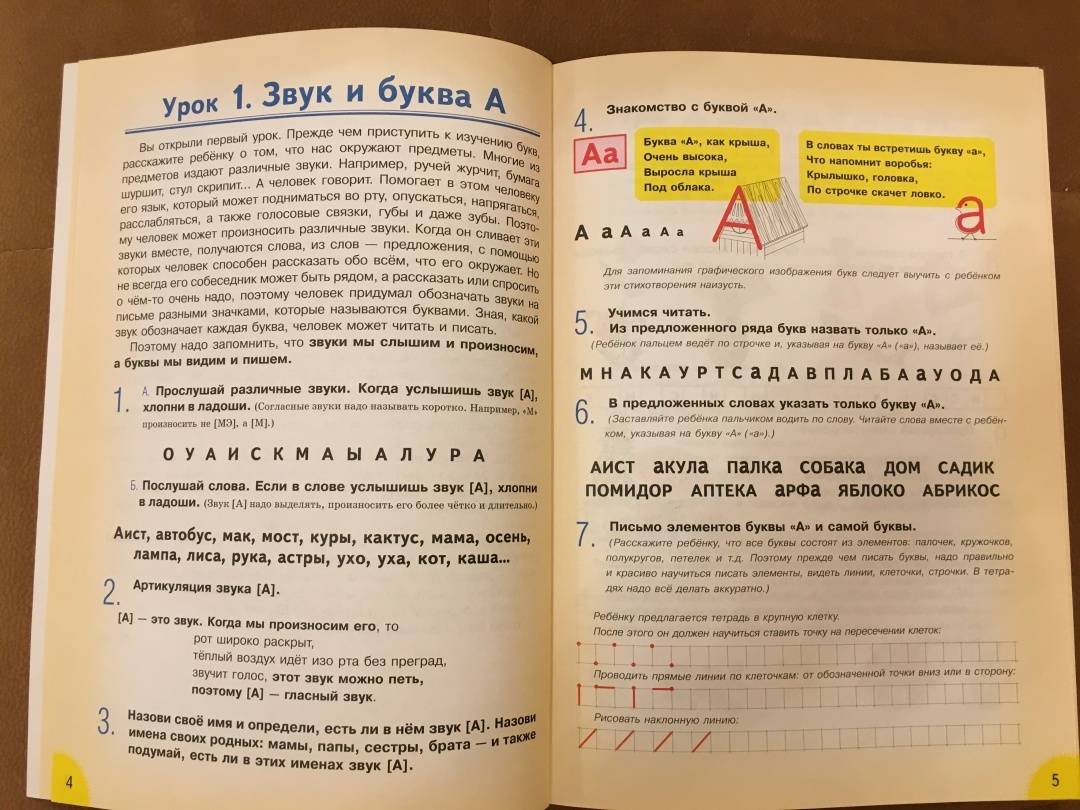 Урок 1. Звук и буква А
Вы открыли первый урок. Прежде чем приступить к изучению букв,
расскажите ребёнку о том, что нас окружают предметы. Многие из
предметов издают различные звуки. Например, ручей журчит, бумага
шуршит, стул скрипит... А человек говорит. Помогает в этом человеку
его язык, который может подниматься во рту, опускаться, напрягаться,
расслабляться, а также голосовые связки, губы и даже зубы. Поэто-
му человек может произносить различные звуки. Когда он сливает эти
звуки вместе, получаются слова, из слов — предложения, с помощью
которых человек способен рассказать обо всём, что его окружает. Но
не всегда его собеседник может быть рядом, а рассказать или спросить
о чём-то очень надо, поэтому человек придумал обозначать звуки на
письме разными значками, которые называются буквами. Зная, какой
звук обозначает каждая буква, человек может читать и писать.
Поэтому надо запомнить, что звуки мы слышим и произносим,
а буквы мы видим и пишем.
1. А. Прослушай различные звуки. Когда услышишь звук [А],
хлопни в ладоши. (Согласные звуки надо называть коротко. Например, «М»
произносить не [МЭ], а [М].)
О У А И С К М А Ы А Л У Р А
Б. Послушай слова. Если в слове услышишь звук [А], хлопни
в ладоши. (Звук [А] надо выделять, произносить его более чётко и длительно.)
Аист, автобус, мак, мост, куры, кактус, мама, осень,
лампа, лиса, рука, астры, ухо, уха, кот, каша...
2. Артикуляция звука [А].
[А] — это звук. Когда мы произносим его, то
рот широко раскрыт,
тёплый воздух идёт изо рта без преград,
звучит голос, этот звук можно петь,
поэтому [А] — гласный звук.
3. Назови своё имя и определи, есть ли в нём звук [А]. Назови
имена своих родных: мамы, папы, сестры, брата — и также
подумай, есть ли в этих именах звук [А].
4
4. Знакомство с буквой «А».
Аа
Буква «А», как крыша,
Очень высока,
Выросла крыша
Под облака.
В словах ты встретишь букву «а»,
Что напомнит воробья:
Крылышко, головка,
По строчке скачет ловко.
А а А а А а
А
а
Для запоминания графического изображения букв следует выучить с ребёнком
эти стихотворения наизусть.
5. Учимся читать.
Из предложенного ряда букв назвать только «А».
(Ребёнок пальцем ведёт по строчке и, указывая на букву «А» («а»), называет её.)
М Н А К А У Р Т С а Д А В П Л А Б А а У О Д А
6. В предложенных словах указать только букву «А».
(Заставляйте ребёнка пальчиком водить по слову. Читайте слова вместе с ребён-
ком, указывая на букву «А» («а»).)
АИСТ аКУЛа ПаЛКа СОБаКа ДОМ САДИК
ПОМИДОР АПТЕКА аРФа ЯБЛОКО АБРИКОС
7. Письмо элементов буквы «А» и самой буквы.
(Расскажите ребёнку, что все буквы состоят из элементов: палочек, кружочков,
полукругов, петелек и т.д. Поэтому прежде чем писать буквы, надо правильно
и красиво научиться писать элементы, видеть линии, клеточки, строчки. В тетра-
дях надо всё делать аккуратно.)
Ребёнку предлагается тетрадь в крупную клетку.
После этого он должен научиться ставить точку на пересечении клеток:
Проводить прямые линии по клеточкам: от обозначенной точки вниз или в сторону:
Рисовать наклонную линию:
5